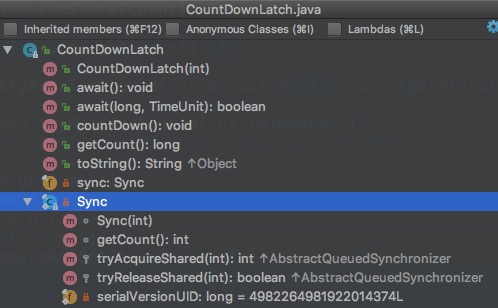 CountDownLatch.java
Inherited members (⌘F12) Anonymous Classes (⌘I) Lambdas (⌘L)
CountDownLatch
CountDownLatch(int)
await(): void
await(long, TimeUnit): boolean
countDown(): void
getCount(): long
toString(): String ↑Object
sync: Sync
Sync
Sync(int)
getCount(): int
tryAcquireShared(int): int ↑AbstractQueuedSynchronizer
tryReleaseShared(int): boolean ↑AbstractQueuedSynchronizer
serialVersionUID: long = 4982264981922014374L